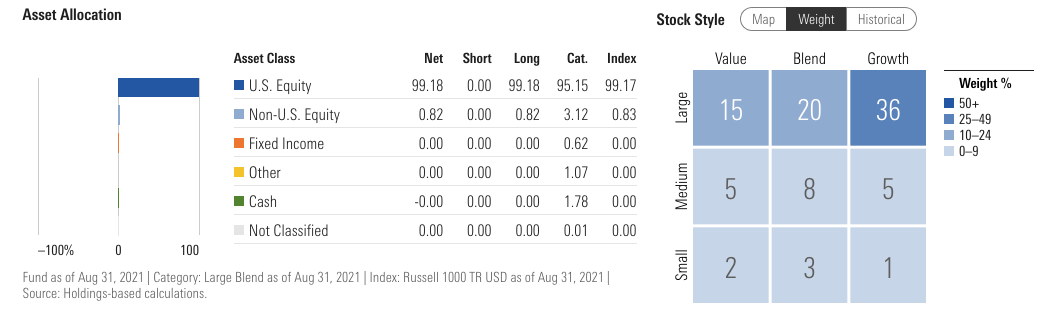 Asset Allocation
Asset Class Net Short Long Cat. Index
U.S. Equity 99.18 0.00 99.18 95.15 99.17
Non-U.S. Equity 0.82 0.00 0.82 3.12 0.83
Fixed Income 0.00 0.00 0.00 0.62 0.00
Other 0.00 0.00 0.00 1.07 0.00
Cash -0.00 0.00 0.00 1.78 0.00
Not Classified 0.00 0.00 0.00 0.01 0.00
–100% 0 100
Fund as of Aug 31, 2021 | Category: Large Blend as of Aug 31, 2021 | Index: Russell 1000 TR USD as of Aug 31, 2021 |
Source: Holdings-based calculations.
Stock Style Map Weight Historical
Value Blend Growth
Large 15 20 36
Medium 5 8 5
Small 2 3 1
Weight %
50+
25–49
10–24
0–9